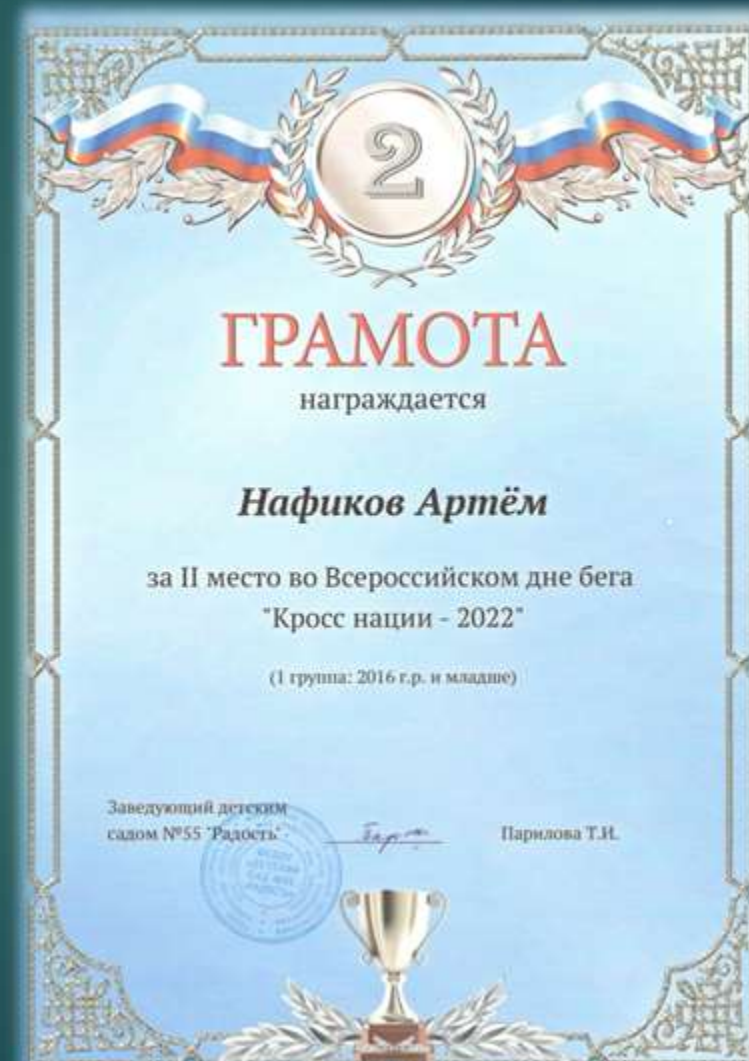 2
ГРАМОТА
награждается
Нафиков Артём
за II место во Всероссийском дне бега
"Кросс нации - 2022"
(1 группа: 2016 г.р. и младше)
Заведующий детским
садом №55 "Радость"
Парилова Т.И.